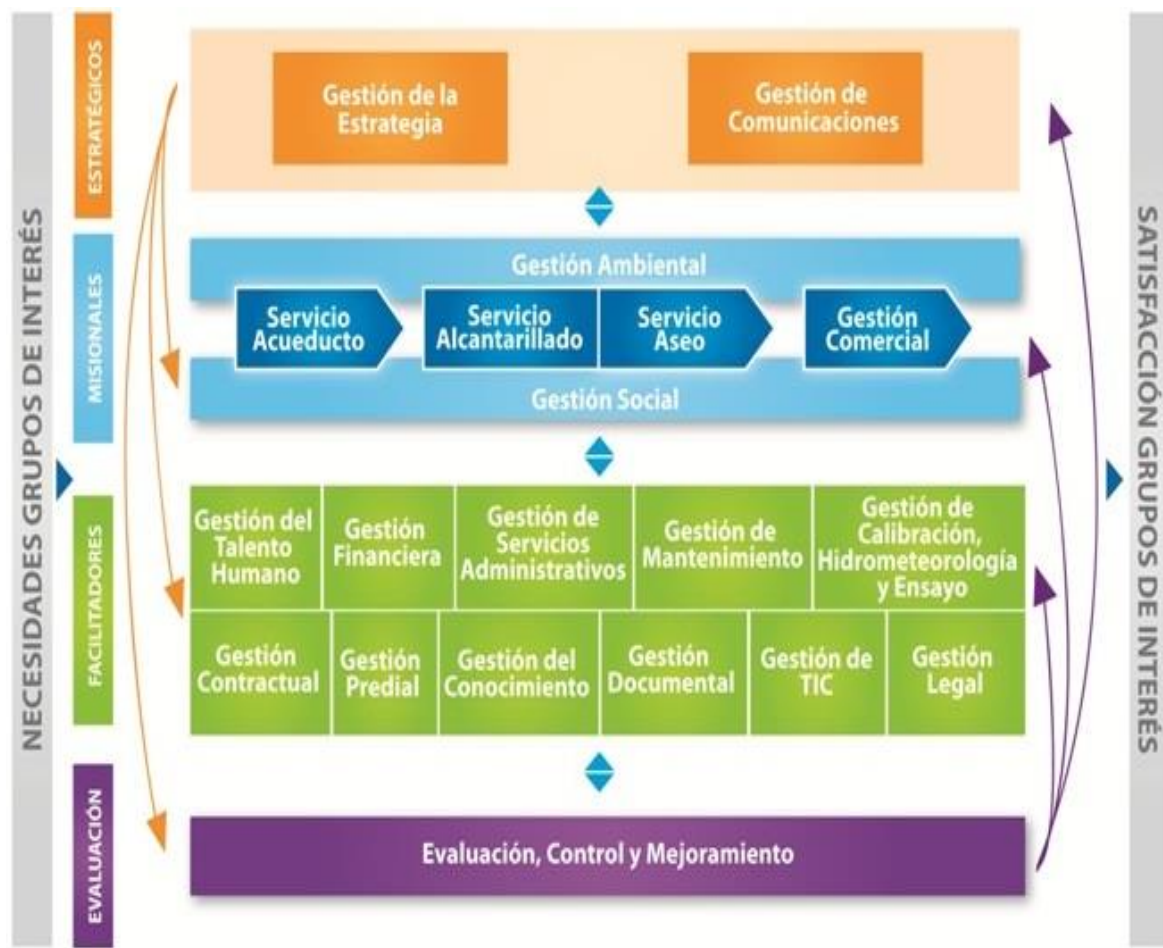 NECESIDADES GRUPOS DE INTERÉS
ESTRATÉGICOS
Gestión de la
Estrategia
Gestión de
Comunicaciones
MISIONALES
Gestión Ambiental
Servicio
Acueducto
Servicio
Alcantarillado
Servicio
Aseo
Gestión
Comercial
Gestión Social
FACILITADORES
Gestión del
Talento
Humano
Gestión
Financiera
Gestión de
Servicios
Administrativos
Gestión de
Mantenimiento
Gestión de
Calibración,
Hidrometeorología
y Ensayo
Gestión
Contractual
Gestión
Predial
Gestión del
Conocimiento
Gestión
Documental
Gestión de
TIC
Gestión
Legal
EVALUACIÓN
Evaluación, Control y Mejoramiento
SATISFACCIÓN GRUPOS DE INTERÉS